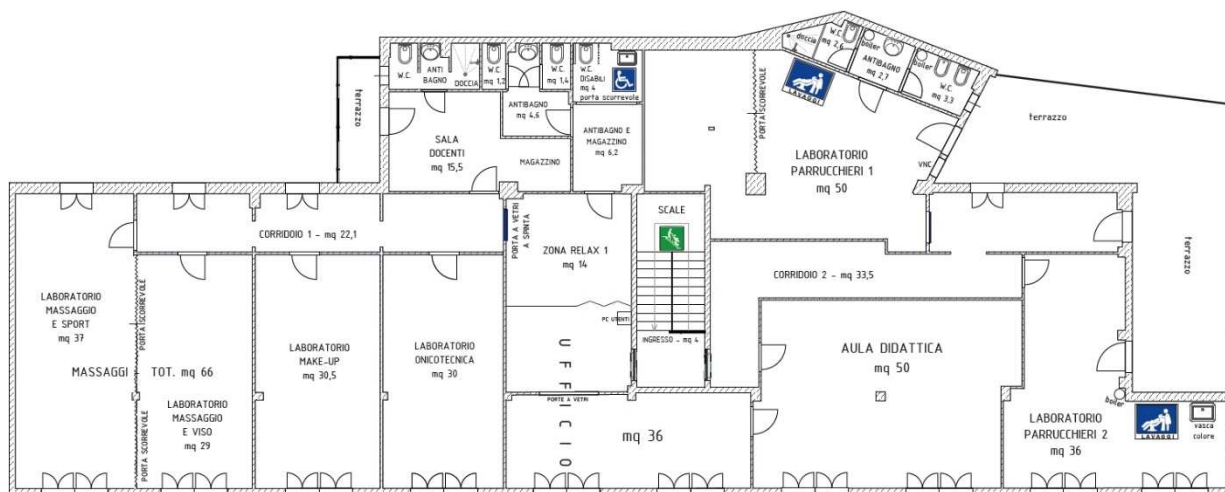 W.C.
ANTI
BAGNO
DOCCIA
W.C.
mq 1,2
W.C.
mq 1,4
W.C.
DISABILI
mq 4
porta scorrevole
doccia
W.C.
mq 2,6
boiler
ANTIBAGNO
mq 2,7
boiler
W.C.
mq 3,3
LAVAGGI
terrazzo
ANTIBAGNO
mq 4,6
ANTIBAGNO E
MAGAZZINO
mq 6,2
PORTA SCORREVOLE
terrazzo
SALA
DOCENTI
mq 15,5
MAGAZZINO
LABORATORIO
PARRUCCHIERI 1
mq 50
VNC
CORRIDOIO 1 - mq 22,1
PORTA A VETRI
A SPINTA
ZONA RELAX 1
mq 14
SCALE
CORRIDOIO 2 - mq 33,5
terrazzo
LABORATORIO
MASSAGGIO
E SPORT
mq 37
PORTA SCORREVOLE
MASSAGGI TOT. mq 66
LABORATORIO
MASSAGGIO
E VISO
mq 29
PORTA SCORREVOLE
LABORATORIO
MAKE-UP
mq 30,5
LABORATORIO
ONICOTECNICA
mq 30
PC UTENTI
UFFICIO
PORTE A VETRI
mq 36
INGRESSO - mq 4
AULA DIDATTICA
mq 50
boiler
LABORATORIO
PARRUCCHIERI 2
mq 36
LAVAGGI
vasca
colore